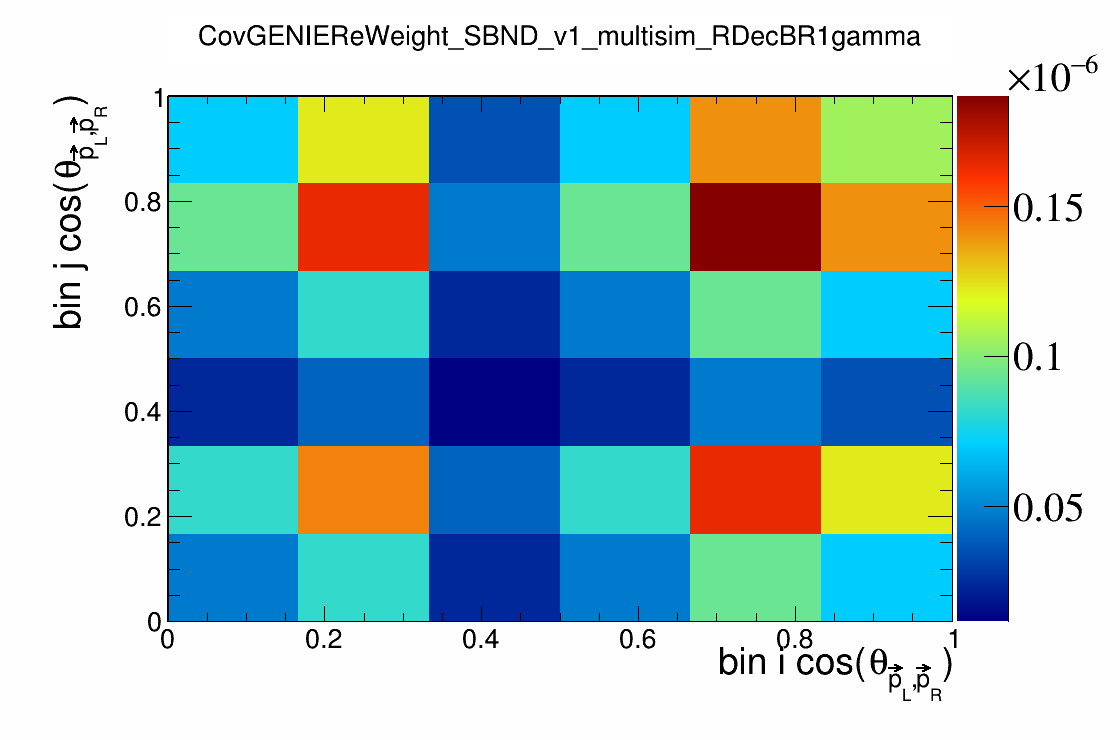 CovGENIEReWeight_SBND_v1_multisim_RDecBR1gamma
×10⁻⁶
bin j cos(θ_{p⃗_L,p⃗_R})
1
0.8
0.6
0.4
0.2
0
0 0.2 0.4 0.6 0.8 1
0.15
0.1
0.05
bin i cos(θ_{p⃗_L,p⃗_R})